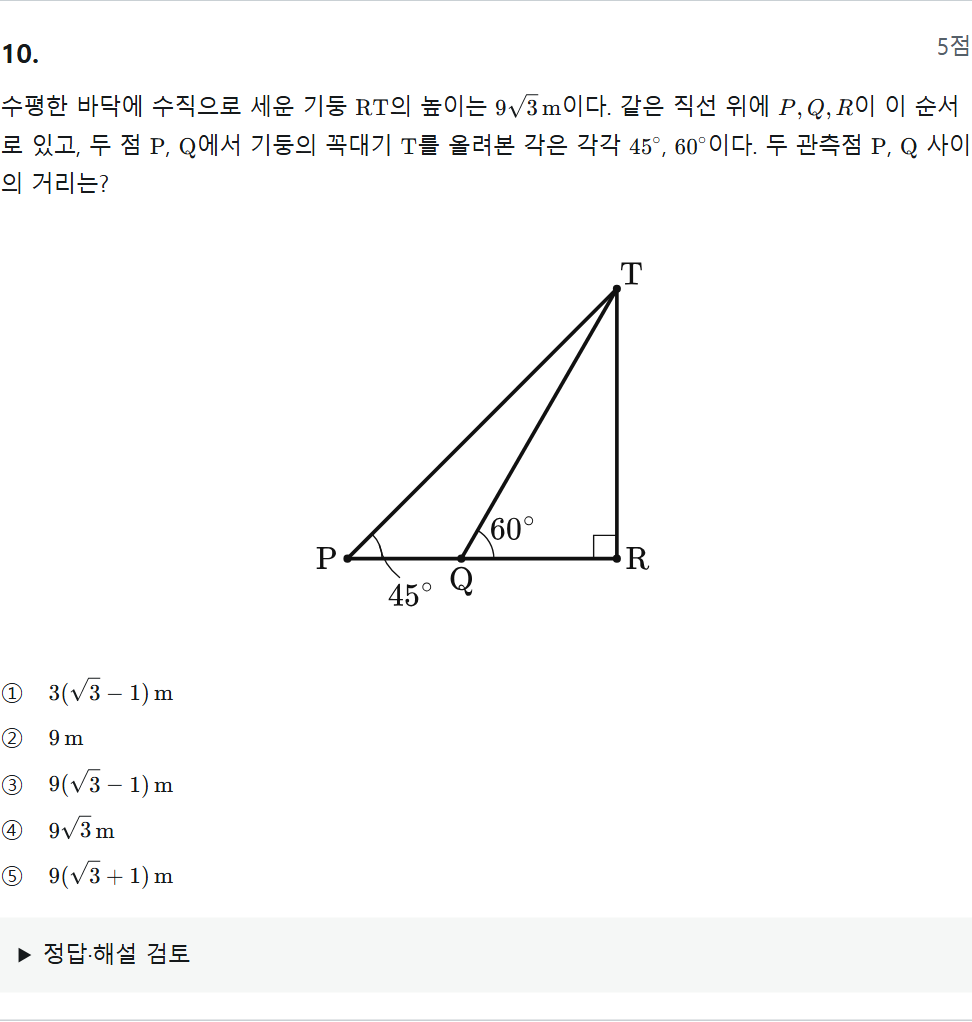 10.
5점
수평한 바닥에 수직으로 세운 기둥 RT의 높이는 9√3 m이다. 같은 직선 위에 P, Q, R이 이 순서
로 있고, 두 점 P, Q에서 기둥의 꼭대기 T를 올려본 각은 각각 45°, 60°이다. 두 관측점 P, Q 사이
의 거리는?
T
60°
P
R
45°
Q
① 3(√3 − 1) m
② 9 m
③ 9(√3 − 1) m
④ 9√3 m
⑤ 9(√3 + 1) m
▶ 정답·해설 검토